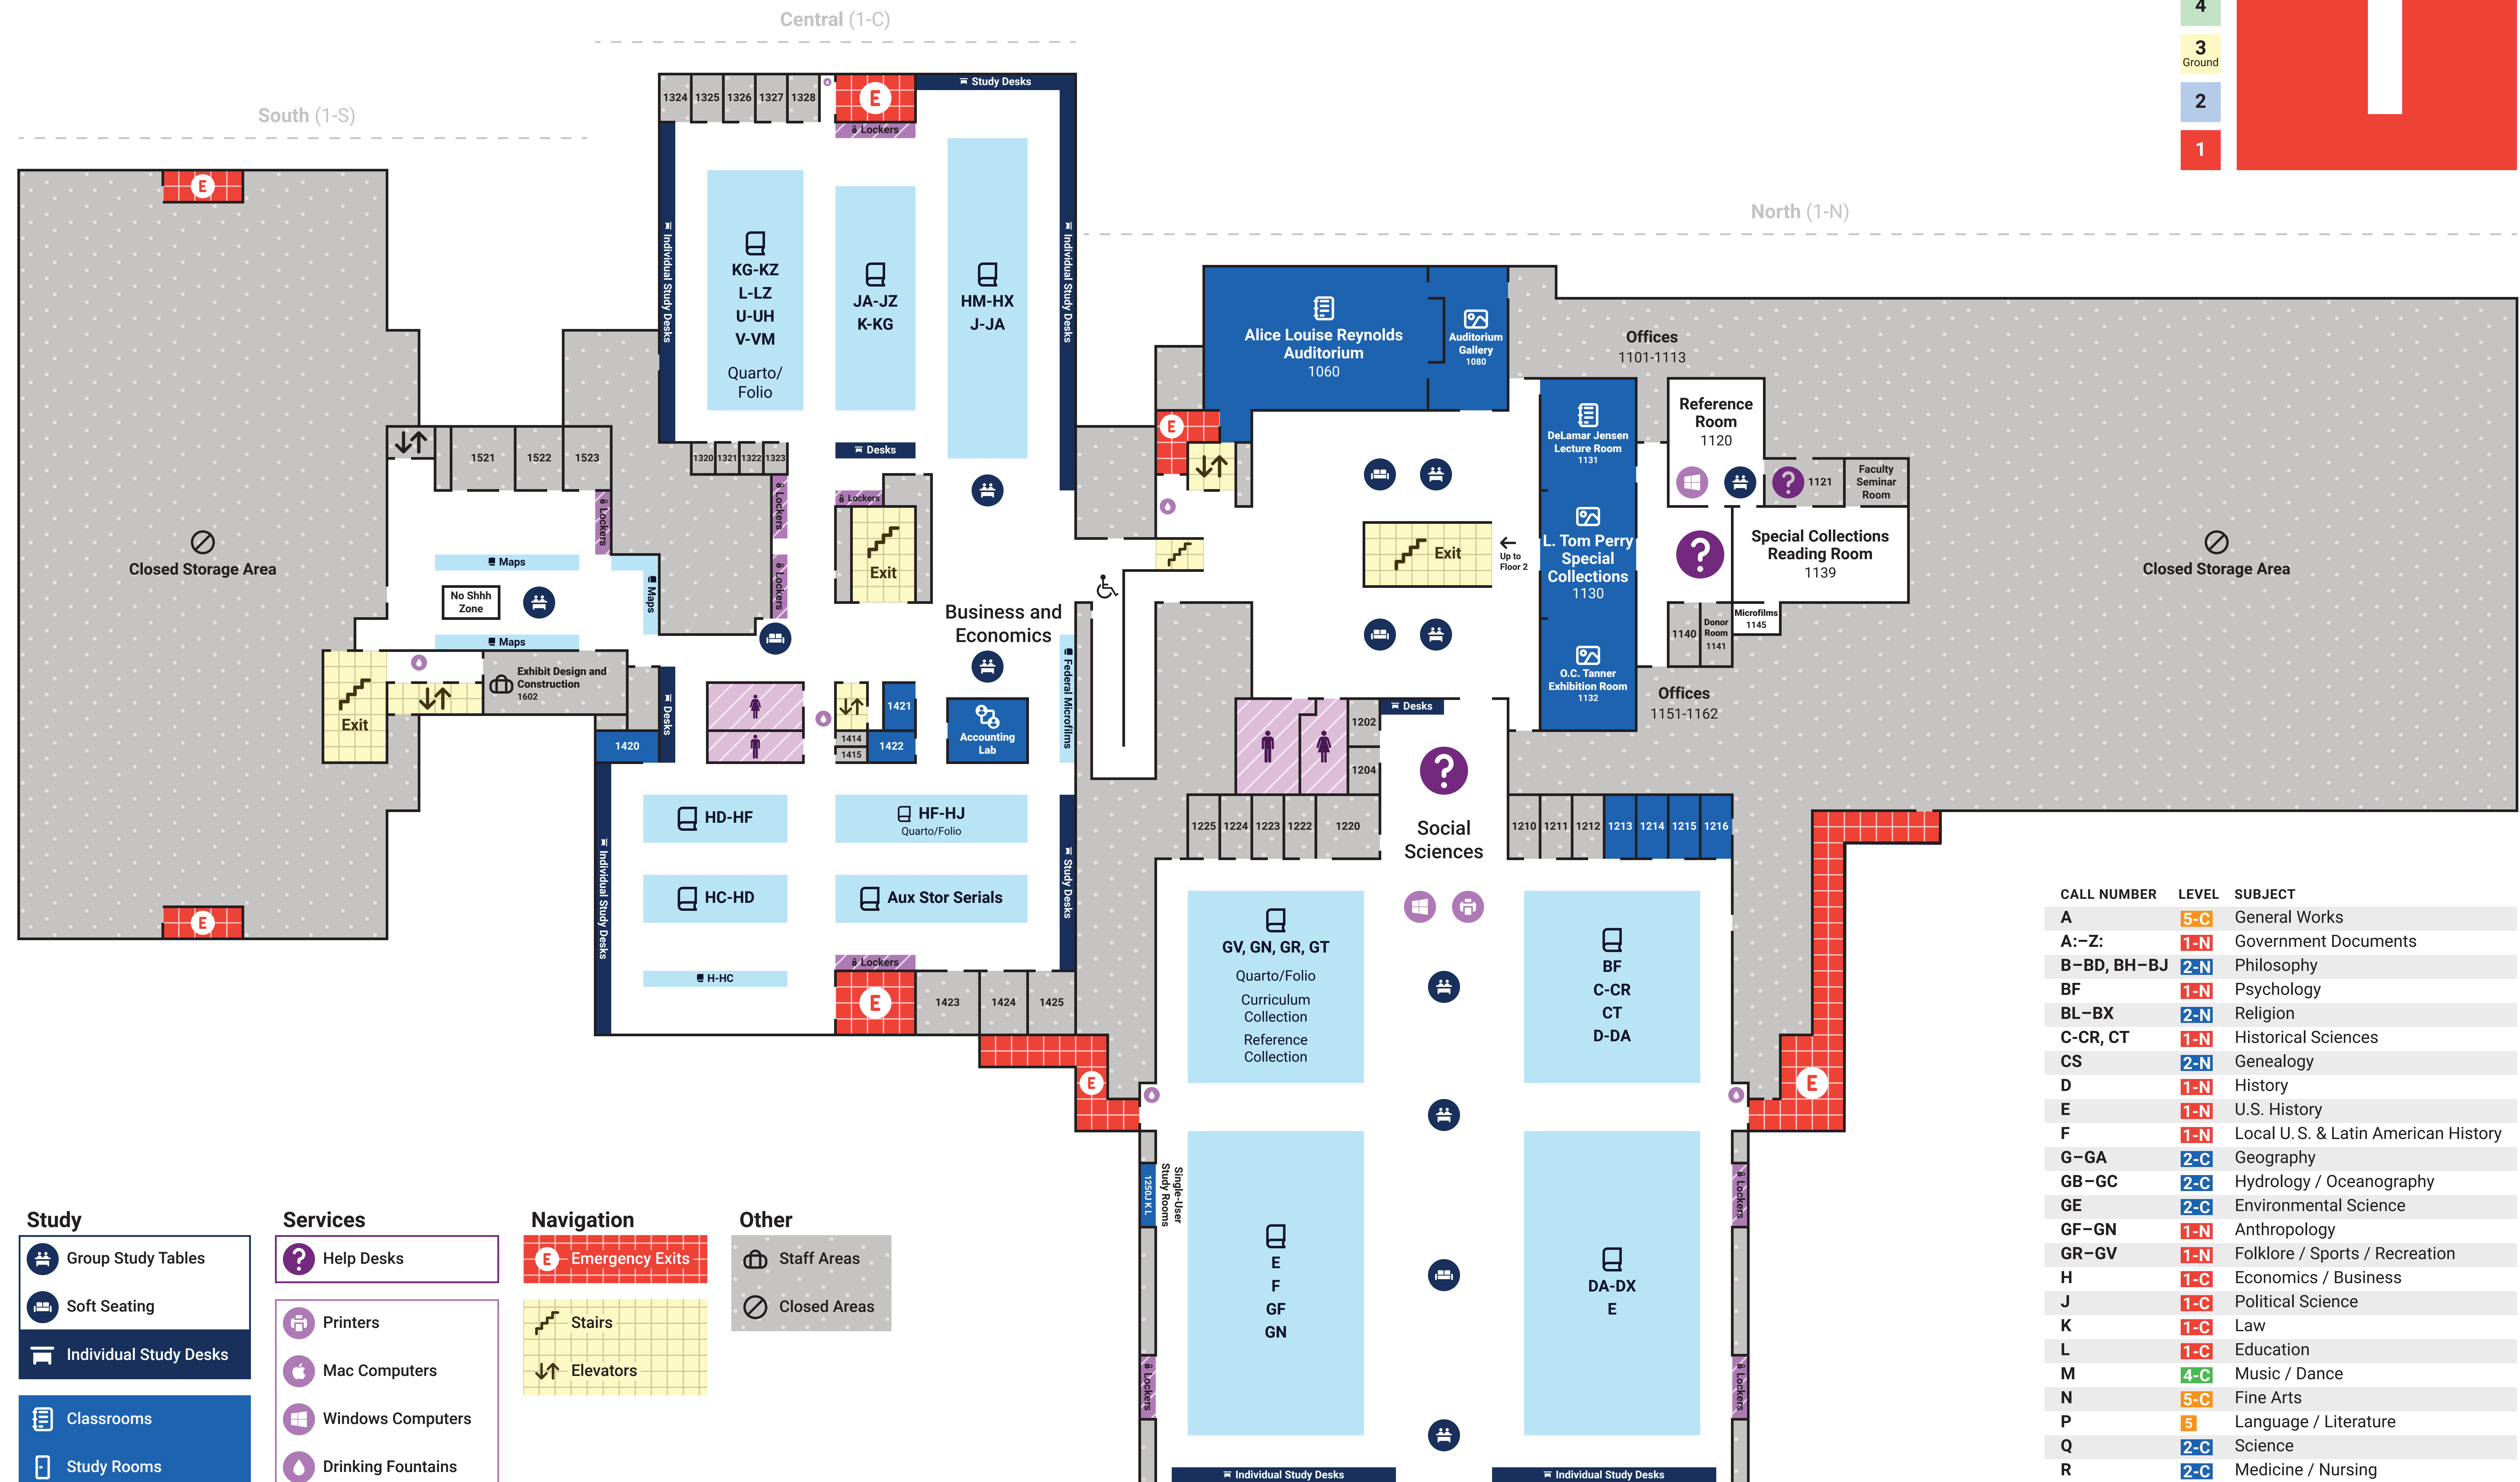 Central (1-C)
South (1-S)
North (1-N)
4
3
Ground
2
1
1324 1325 1326 1327 1328
E
Study Desks
Lockers
E
Individual Study Desks
Individual Study Desks
KG-KZ
L-LZ
U-UH
V-VM
Quarto/
Folio
JA-JZ
K-KG
HM-HX
J-JA
Desks
1320 1321 1322 1323
Lockers
Lockers
Lockers
Exit
1521 1522 1523
Lockers
Closed Storage Area
Maps
No Shhh
Zone
Maps
Maps
Exhibit Design and
Construction
1602
Exit
Business and
Economics
Federal Microfilms
Desks
1420
1421
1414
1415
1422
Accounting
Lab
HD-HF
HF-HJ
Quarto/Folio
HC-HD
Aux Stor Serials
H-HC
Individual Study Desks
Study Desks
Lockers
E
1423 1424 1425
E
E
Alice Louise Reynolds
Auditorium
1060
Auditorium
Gallery
1080
Offices
1101-1113
E
DeLamar Jensen
Lecture Room
1131
Reference
Room
1120
1121
Faculty
Seminar
Room
Exit
Up to
Floor 2
L. Tom Perry
Special
Collections
1130
Special Collections
Reading Room
1139
Microfilms
1145
1140
Donor
Room
1141
O.C. Tanner
Exhibition Room
1132
Offices
1151-1162
Closed Storage Area
1202
1204
Desks
1225 1224 1223 1222 1220
Social
Sciences
1210 1211 1212 1213 1214 1215 1216
GV, GN, GR, GT
Quarto/Folio
Curriculum
Collection
Reference
Collection
BF
C-CR
CT
D-DA
E
1250J K L
Single-User
Study Rooms
E
F
GF
GN
DA-DX
E
Lockers
Lockers
Lockers
Individual Study Desks
Individual Study Desks
CALL NUMBER LEVEL SUBJECT
A 5-C General Works
A:–Z: 1-N Government Documents
B–BD, BH–BJ 2-N Philosophy
BF 1-N Psychology
BL–BX 2-N Religion
C-CR, CT 1-N Historical Sciences
CS 2-N Genealogy
D 1-N History
E 1-N U.S. History
F 1-N Local U.S. & Latin American History
G–GA 2-C Geography
GB–GC 2-C Hydrology / Oceanography
GE 2-C Environmental Science
GF–GN 1-N Anthropology
GR–GV 1-N Folklore / Sports / Recreation
H 1-C Economics / Business
J 1-C Political Science
K 1-C Law
L 1-C Education
M 4-C Music / Dance
N 5-C Fine Arts
P 5 Language / Literature
Q 2-C Science
R 2-C Medicine / Nursing
Study
Group Study Tables
Soft Seating
Individual Study Desks
Classrooms
Study Rooms
Services
Help Desks
Printers
Mac Computers
Windows Computers
Drinking Fountains
Navigation
E Emergency Exits
Stairs
Elevators
Other
Staff Areas
Closed Areas